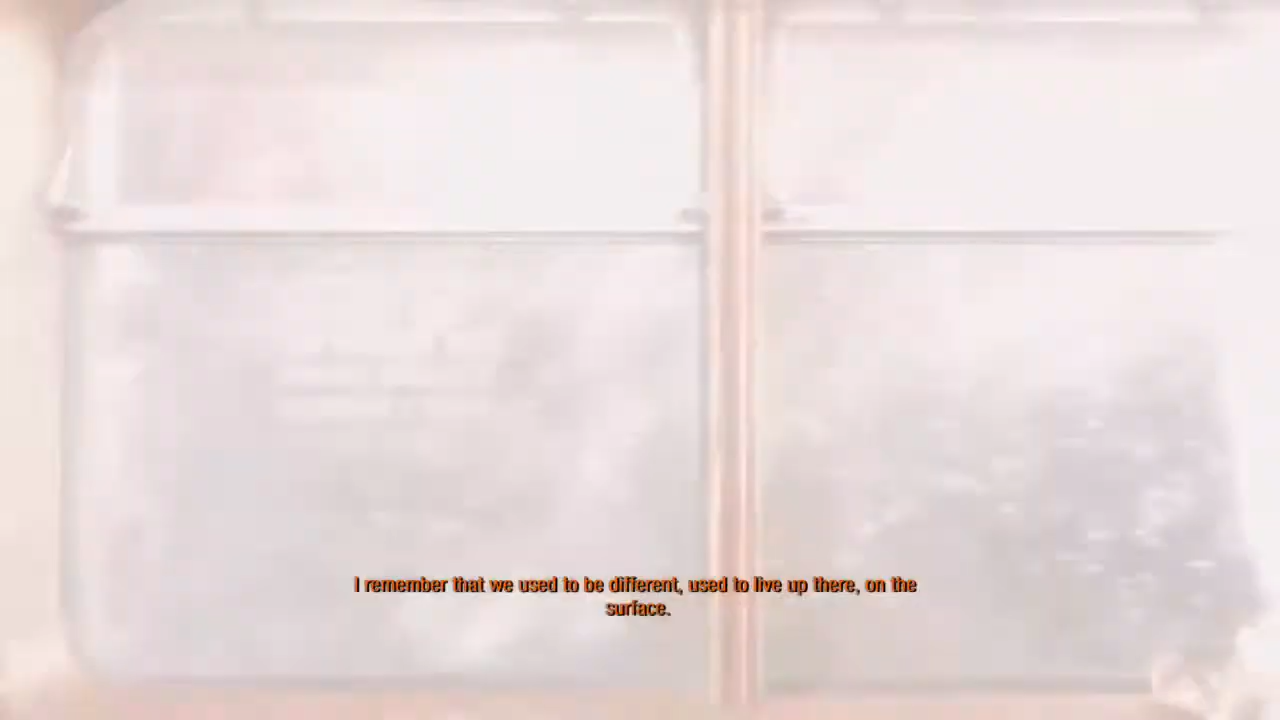 I remember that we used to be different, used to live up there, on the
surface.